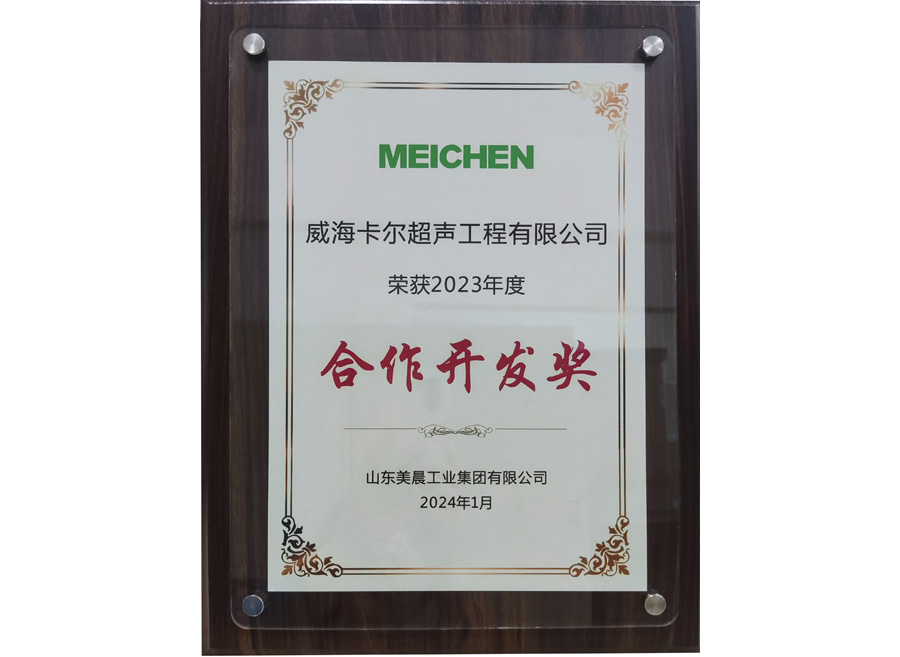 MEICHEN
威海卡尔超声工程有限公司
荣获2023年度
合作开发奖
山东美晨工业集团有限公司
2024年1月